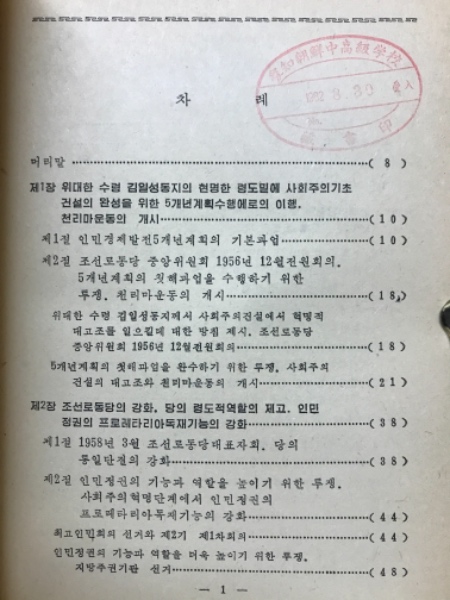 愛知朝鮮中高級学校
차 례
머리말 ……(8)
제1장 위대한 수령 김일성동지의 현명한 령도밑에 사회주의기초
건설의 완성을 위한 5개년계획수행에로의 이행.
천리마운동의 개시 ……(10)
제1절 인민경제발전5개년계획의 기본과업 ……(10)
제2절 조선로동당 중앙위원회 1956년 12월전원회의.
5개년계획의 첫해과업을 수행하기 위한
투쟁. 천리마운동의 개시 ……(18)
위대한 수령 김일성동지께서 사회주의건설에서 혁명적
대고조를 일으킬데 대한 방침 제시. 조선로동당
중앙위원회 1956년 12월전원회의 ……(18)
5개년계획의 첫해과업을 완수하기 위한 투쟁. 사회주의
건설의 대고조와 천리마운동의 개시 ……(21)
제2장 조선로동당의 강화. 당의 령도적역할의 제고. 인민
정권의 프로레타리아독재기능의 강화 ……(38)
제1절 1958년 3월 조선로동당대표자회. 당의
통일단결의 강화 ……(38)
제2절 인민정권의 기능과 역할을 높이기 위한 투쟁.
사회주의혁명단계에서 인민정권의
프로레타리아독재기능의 강화 ……(44)
최고인민회의 선거와 제2기 제1차회의 ……(44)
인민정권의 기능과 역할을 더욱 높이기 위한 투쟁.
지방주권기관 선거 ……(48)
— 1 —